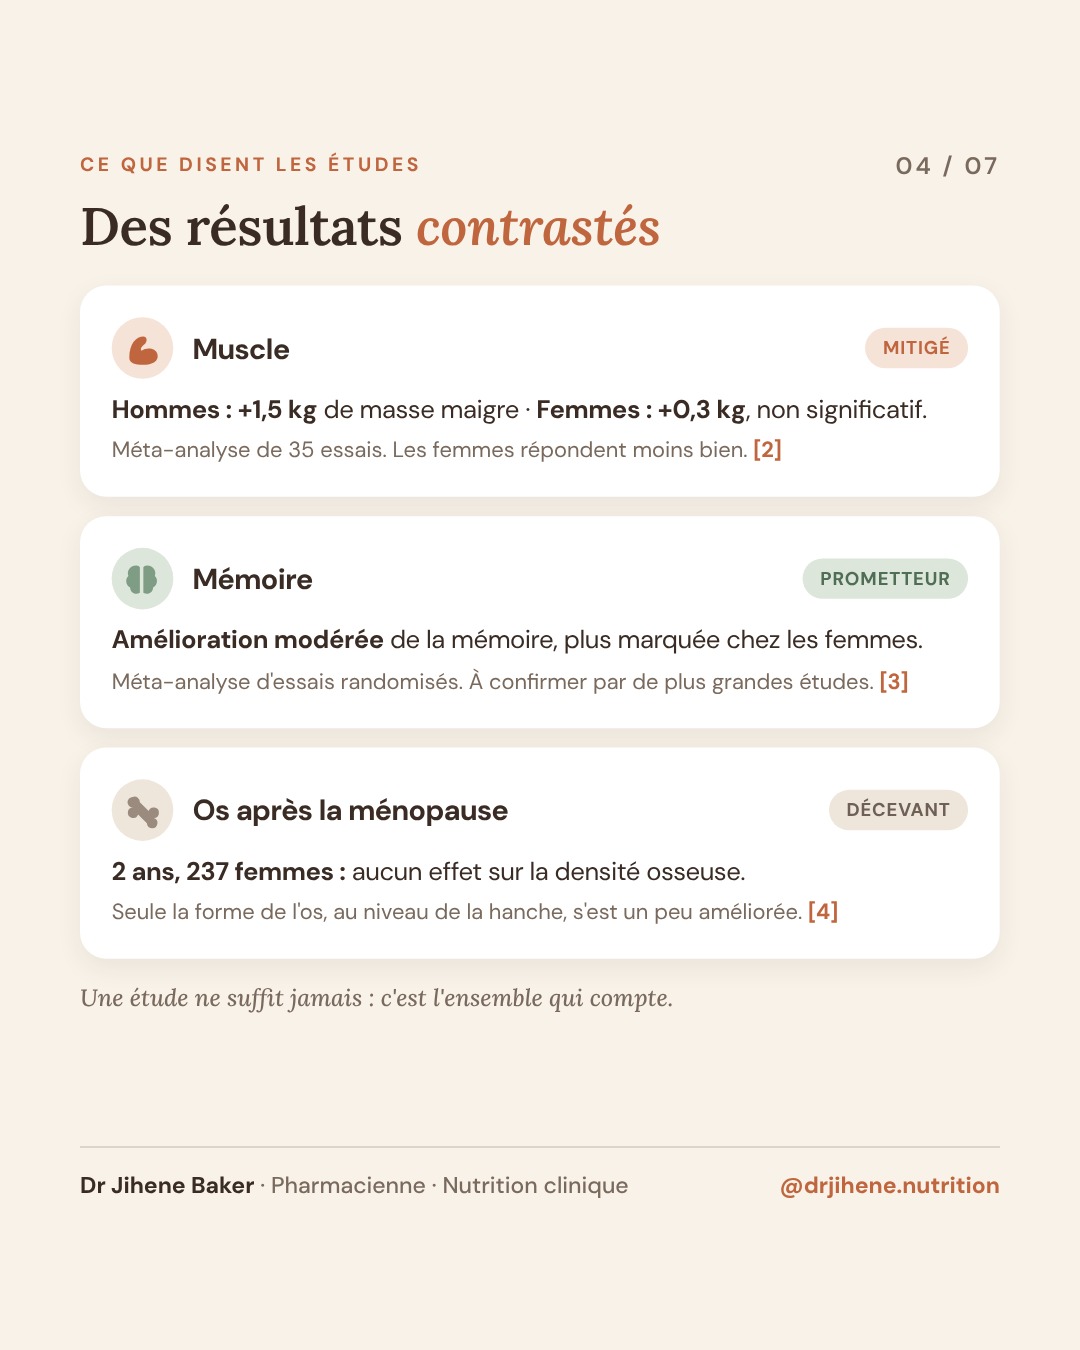 CE QUE DISENT LES ÉTUDES
04 / 07
Des résultats contrastés
Muscle
MITIGÉ
Hommes : +1,5 kg de masse maigre · Femmes : +0,3 kg, non significatif.
Méta-analyse de 35 essais. Les femmes répondent moins bien. [2]
Mémoire
PROMETTEUR
Amélioration modérée de la mémoire, plus marquée chez les femmes.
Méta-analyse d'essais randomisés. À confirmer par de plus grandes études. [3]
Os après la ménopause
DÉCEVANT
2 ans, 237 femmes : aucun effet sur la densité osseuse.
Seule la forme de l'os, au niveau de la hanche, s'est un peu améliorée. [4]
Une étude ne suffit jamais : c'est l'ensemble qui compte.
Dr Jihene Baker · Pharmacienne · Nutrition clinique
@drjihene.nutrition